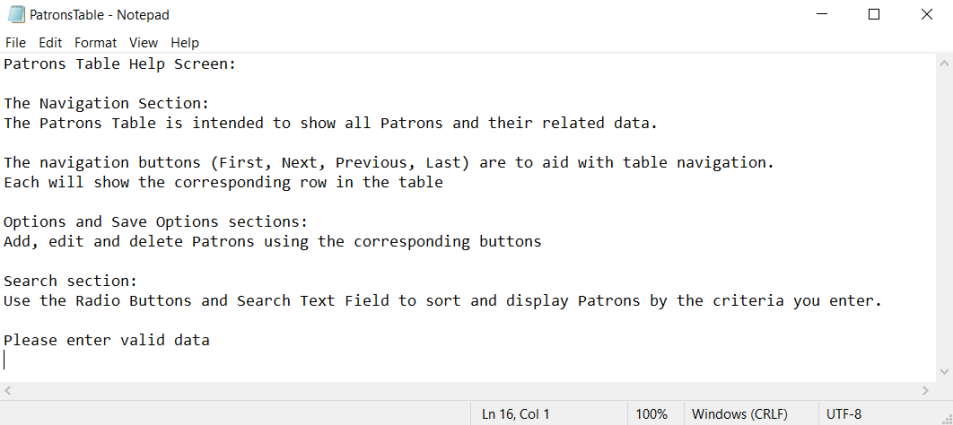 PatronsTable - Notepad
File Edit Format View Help
Patrons Table Help Screen:
The Navigation Section:
The Patrons Table is intended to show all Patrons and their related data.
The navigation buttons (First, Next, Previous, Last) are to aid with table navigation.
Each will show the corresponding row in the table
Options and Save Options sections:
Add, edit and delete Patrons using the corresponding buttons
Search section:
Use the Radio Buttons and Search Text Field to sort and display Patrons by the criteria you enter.
Please enter valid data
Ln 16, Col 1 100% Windows (CRLF) UTF-8